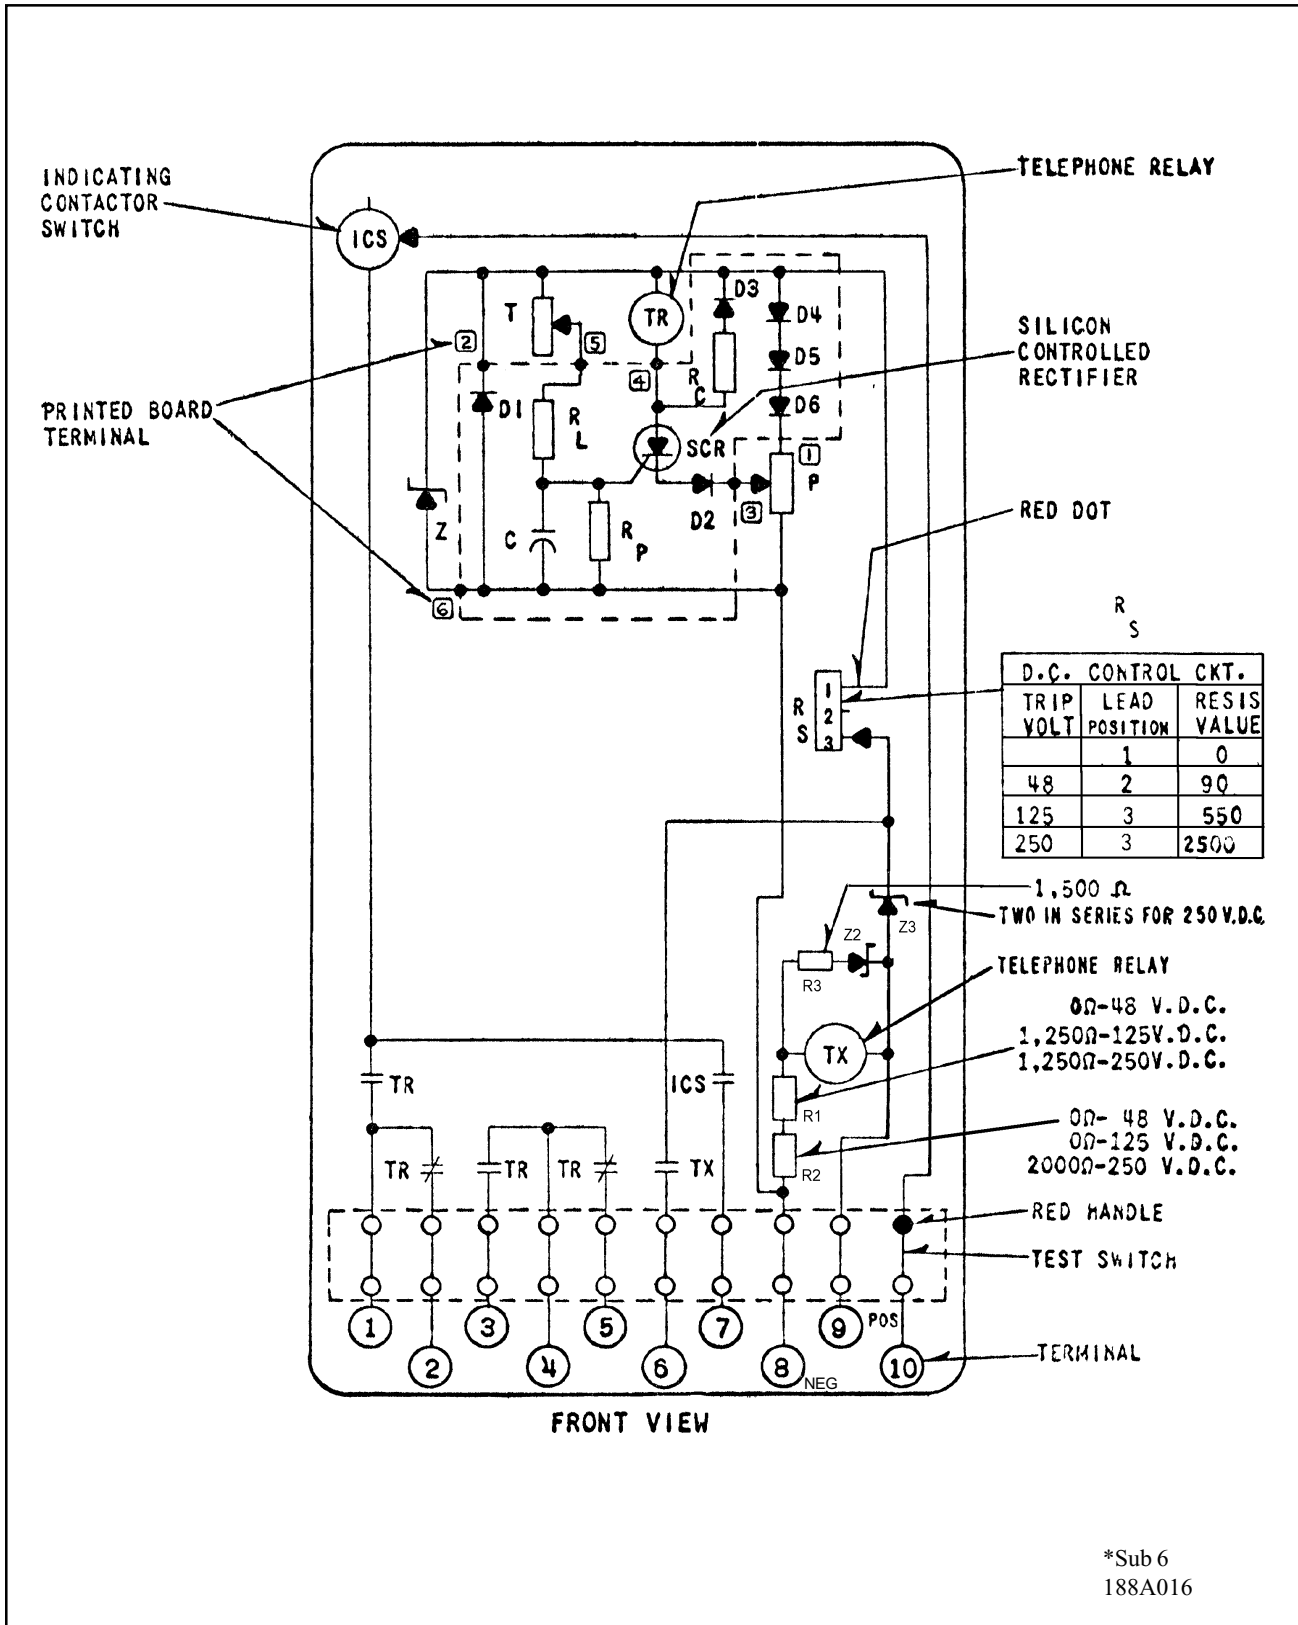 INDICATING
CONTACTOR
SWITCH
TELEPHONE RELAY
ICS
D3
T
TR
D4
SILICON
CONTROLLED
RECTIFIER
2
5
D5
4
R
C
PRINTED BOARD
TERMINAL
D1
R
L
D6
SCR
1
P
3
D2
RED DOT
Z
C
R
P
6
R
S
D.C. CONTROL CKT.
TRIP VOLT LEAD POSITION RESIS VALUE
1 0
48 2 90
125 3 550
250 3 2500
R
S
1
2
3
1,500 Ω
TWO IN SERIES FOR 250 V.D.C.
Z3
Z2
R3
TELEPHONE RELAY
TX
0Ω-48 V.D.C.
1,250Ω-125V.D.C.
1,250Ω-250V.D.C.
TR
ICS
R1
0Ω- 48 V.D.C.
0Ω-125 V.D.C.
2000Ω-250 V.D.C.
TR
TR
TR
TX
R2
RED HANDLE
TEST SWITCH
1
3
5
7
9
POS
2
4
6
8
NEG
10
TERMINAL
FRONT VIEW
*Sub 6
188A016